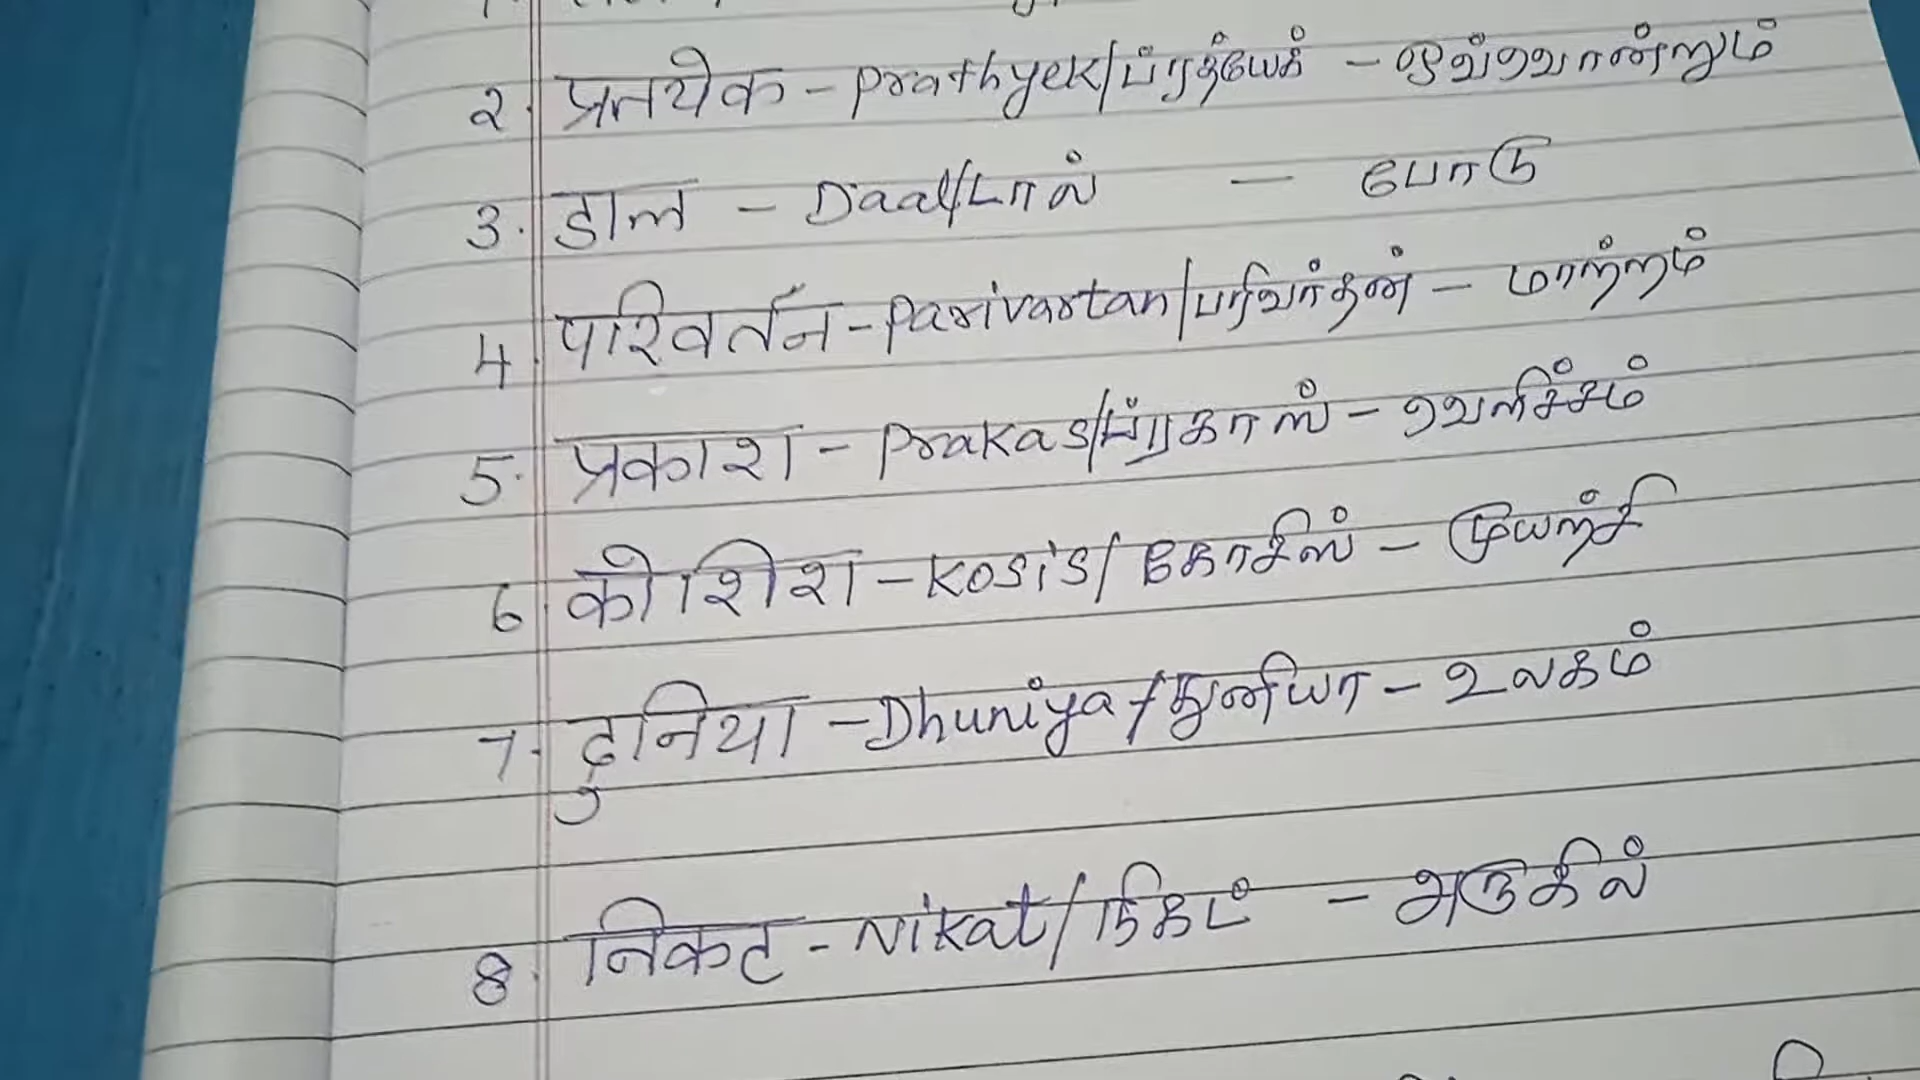 2. प्रत्येक - Prathyek/ப்ரத்யேக் - ஒவ்வொன்றும்
3. डाल - Daal/டால் - போடு
4. परिवर्तन - Parivartan/பரிவர்தன் - மாற்றம்
5. प्रकाश - Prakas/ப்ரகாஸ் - வெளிச்சம்
6. कोशिश - Kosis/கோசிஸ் - முயற்சி
7. दुनिया - Dhuniya/துனியா - உலகம்
8. निकट - Nikat/நிகட் - அருகில்